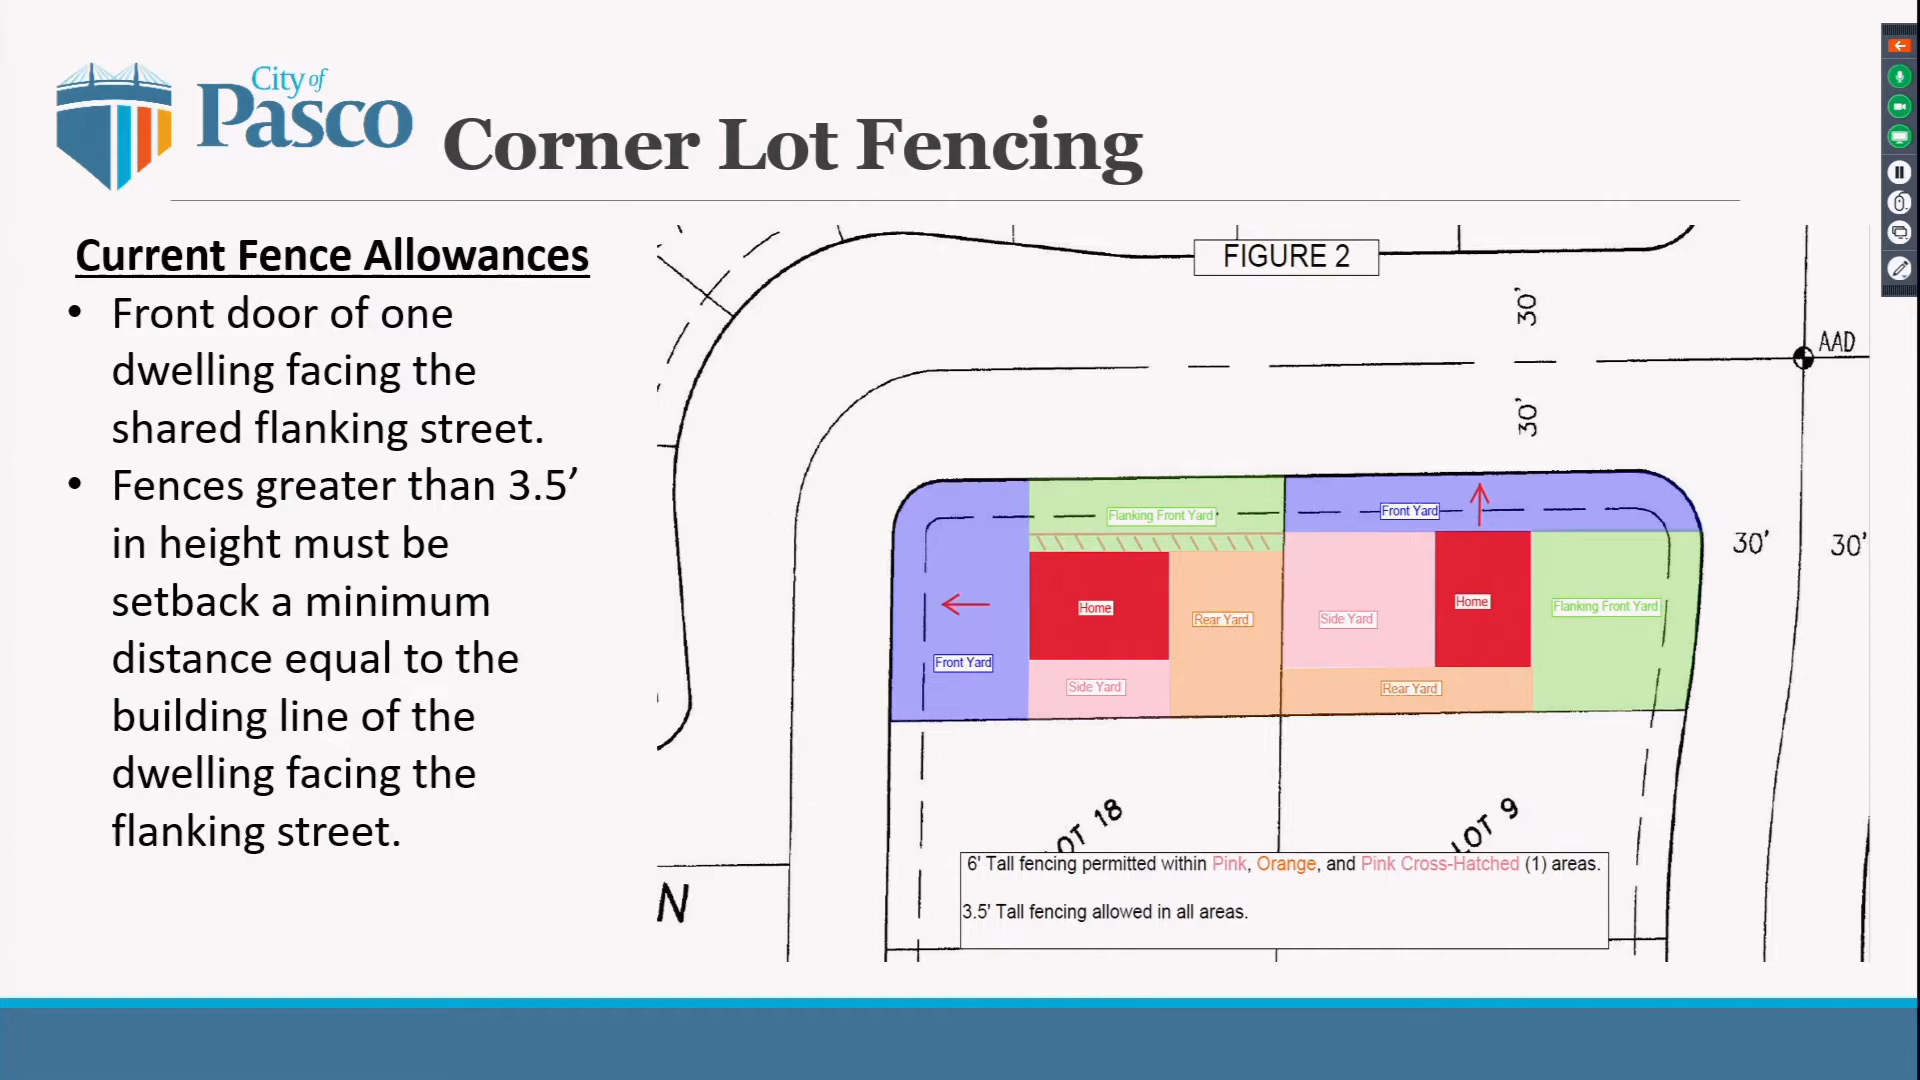 City of
Pasco
Corner Lot Fencing
Current Fence Allowances
• Front door of one
dwelling facing the
shared flanking street.
• Fences greater than 3.5’
in height must be
setback a minimum
distance equal to the
building line of the
dwelling facing the
flanking street.
FIGURE 2
30'
AAD
30'
Flanking Front Yard
Front Yard
30'
30'
Home
Rear Yard
Side Yard
Home
Flanking Front Yard
Front Yard
Side Yard
Rear Yard
LOT 18
LOT 9
6' Tall fencing permitted within Pink, Orange, and Pink Cross-Hatched (1) areas.
3.5' Tall fencing allowed in all areas.
N